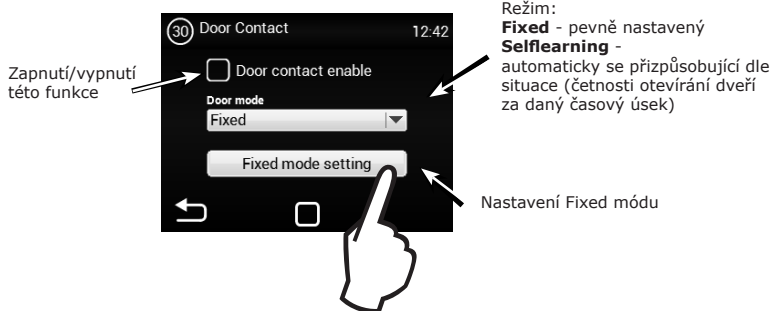 30 Door Contact 12:42
Door contact enable
Door mode
Fixed
Fixed mode setting
Zapnutí/vypnutí
této funkce
Režim:
Fixed - pevně nastavený
Selflearning -
automaticky se přizpůsobující dle
situace (četnosti otevírání dveří
za daný časový úsek)
Nastavení Fixed módu